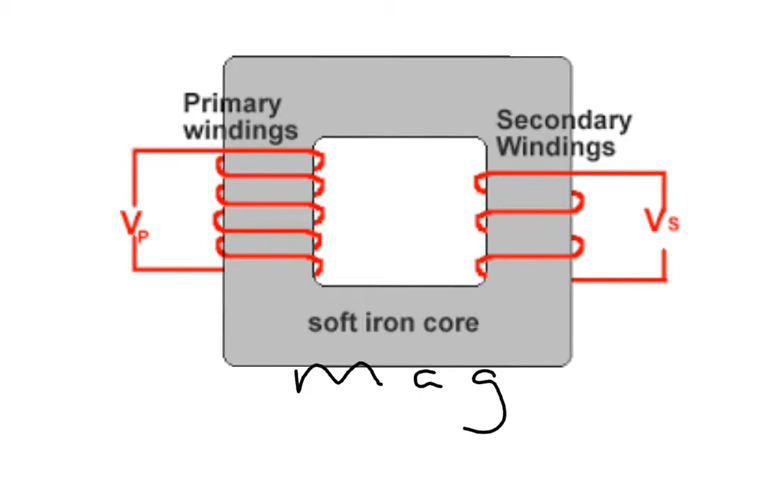 Primary
windings
Secondary
Windings
VP
VS
soft iron core
mag